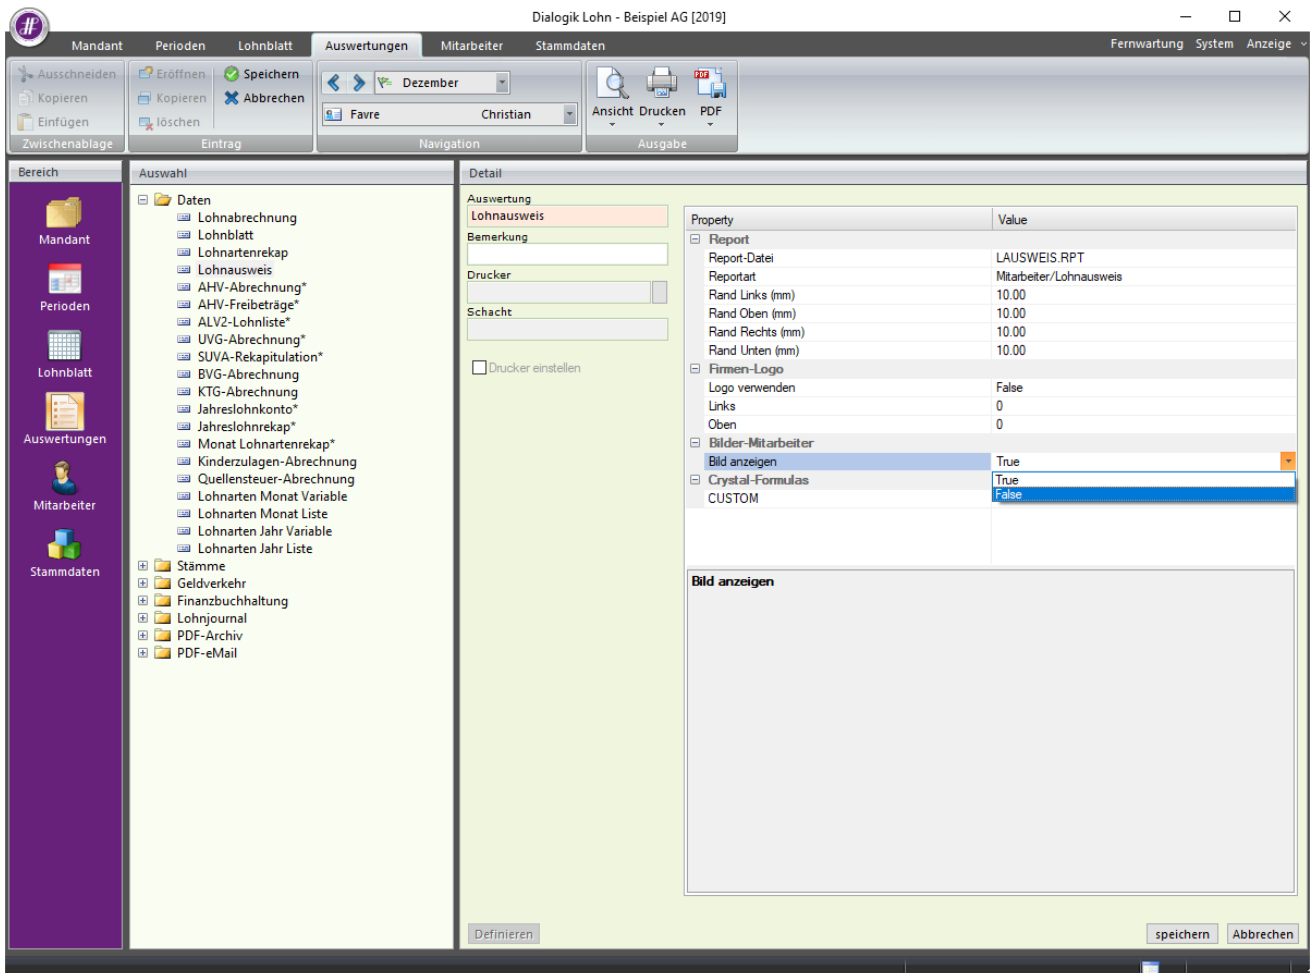 Dialogik Lohn - Beispiel AG [2019]
Mandant Perioden Lohnblatt Auswertungen Mitarbeiter Stammdaten Fernwartung System Anzeige
Ausschneiden
Kopieren
Einfügen
Zwischenablage
Eröffnen
Kopieren
löschen
Speichern
Abbrechen
Eintrag
Dezember
Favre Christian
Navigation
Ansicht Drucken PDF
Ausgabe
Bereich
Mandant
Perioden
Lohnblatt
Auswertungen
Mitarbeiter
Stammdaten
Auswahl
Daten
Lohnabrechnung
Lohnblatt
Lohnartenrekap
Lohnausweis
AHV-Abrechnung*
AHV-Freibeträge*
ALV2-Lohnliste*
UVG-Abrechnung*
SUVA-Rekapitulation*
BVG-Abrechnung
KTG-Abrechnung
Jahreslohnkonto*
Jahreslohnrekap*
Monat Lohnartenrekap*
Kinderzulagen-Abrechnung
Quellensteuer-Abrechnung
Lohnarten Monat Variable
Lohnarten Monat Liste
Lohnarten Jahr Variable
Lohnarten Jahr Liste
Stämme
Geldverkehr
Finanzbuchhaltung
Lohnjournal
PDF-Archiv
PDF-eMail
Detail
Auswertung
Lohnausweis
Bemerkung
Drucker
Schacht
Drucker einstellen
Property Value
Report
Report-Datei LAUSWEIS.RPT
Reportart Mitarbeiter/Lohnausweis
Rand Links (mm) 10.00
Rand Oben (mm) 10.00
Rand Rechts (mm) 10.00
Rand Unten (mm) 10.00
Firmen-Logo
Logo verwenden False
Links 0
Oben 0
Bilder-Mitarbeiter
Bild anzeigen True
Crystal-Formulas True
CUSTOM False
Bild anzeigen
Definieren speichern Abbrechen